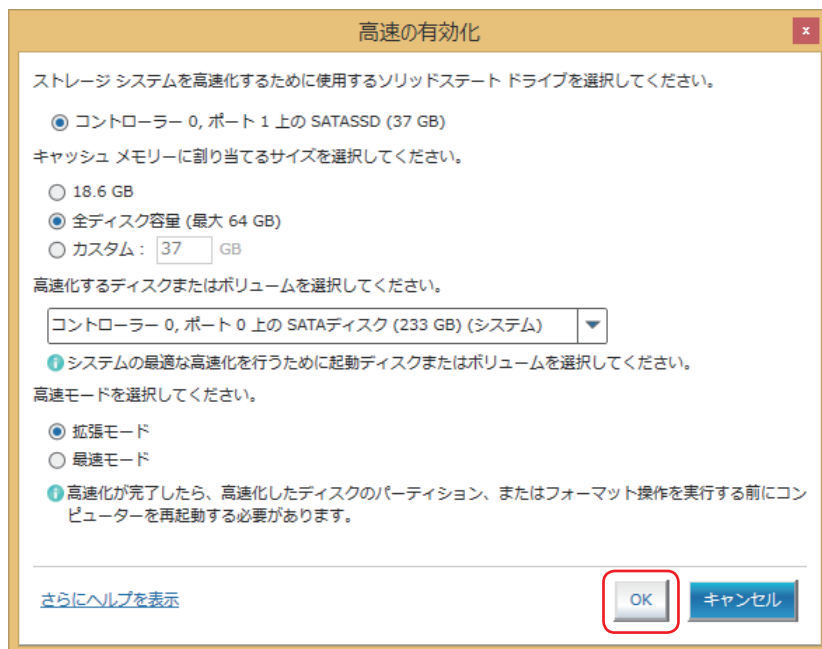 高速の有効化
x
ストレージ システムを高速化するために使用するソリッドステート ドライブを選択してください。
コントローラー 0, ポート 1 上の SATASSD (37 GB)
キャッシュ メモリーに割り当てるサイズを選択してください。
18.6 GB
全ディスク容量 (最大 64 GB)
カスタム： 37 GB
高速化するディスクまたはボリュームを選択してください。
コントローラー 0, ポート 0 上の SATAディスク (233 GB) (システム)
システムの最適な高速化を行うために起動ディスクまたはボリュームを選択してください。
高速モードを選択してください。
拡張モード
最速モード
高速化が完了したら、高速化したディスクのパーティション、またはフォーマット操作を実行する前にコン
ピューターを再起動する必要があります。
さらにヘルプを表示
OK
キャンセル